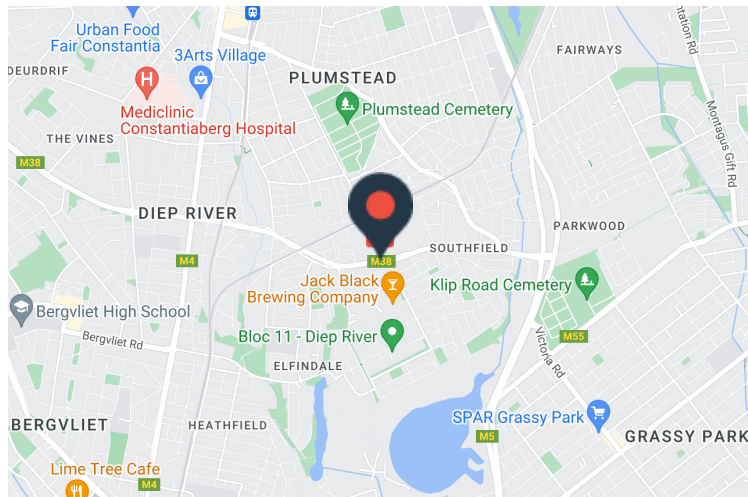 Urban Food
Fair Constantia
3Arts Village
FAIRWAYS
ntation Rd
DEURDRIF
PLUMSTEAD
Mediclinic
Constantiaberg Hospital
Plumstead Cemetery
Montagus Gift Rd
THE VINES
M38
DIEP RIVER
PARKWOOD
SOUTHFIELD
M4
M38
Jack Black
Brewing Company
Klip Road Cemetery
Bergvliet High School
Bergvliet Rd
Bloc 11 - Diep River
M55
Victoria Rd
ELFINDALE
BERGVLIET
HEATHFIELD
SPAR Grassy Park
M5
GRASSY PARK
Lime Tree Cafe
M4